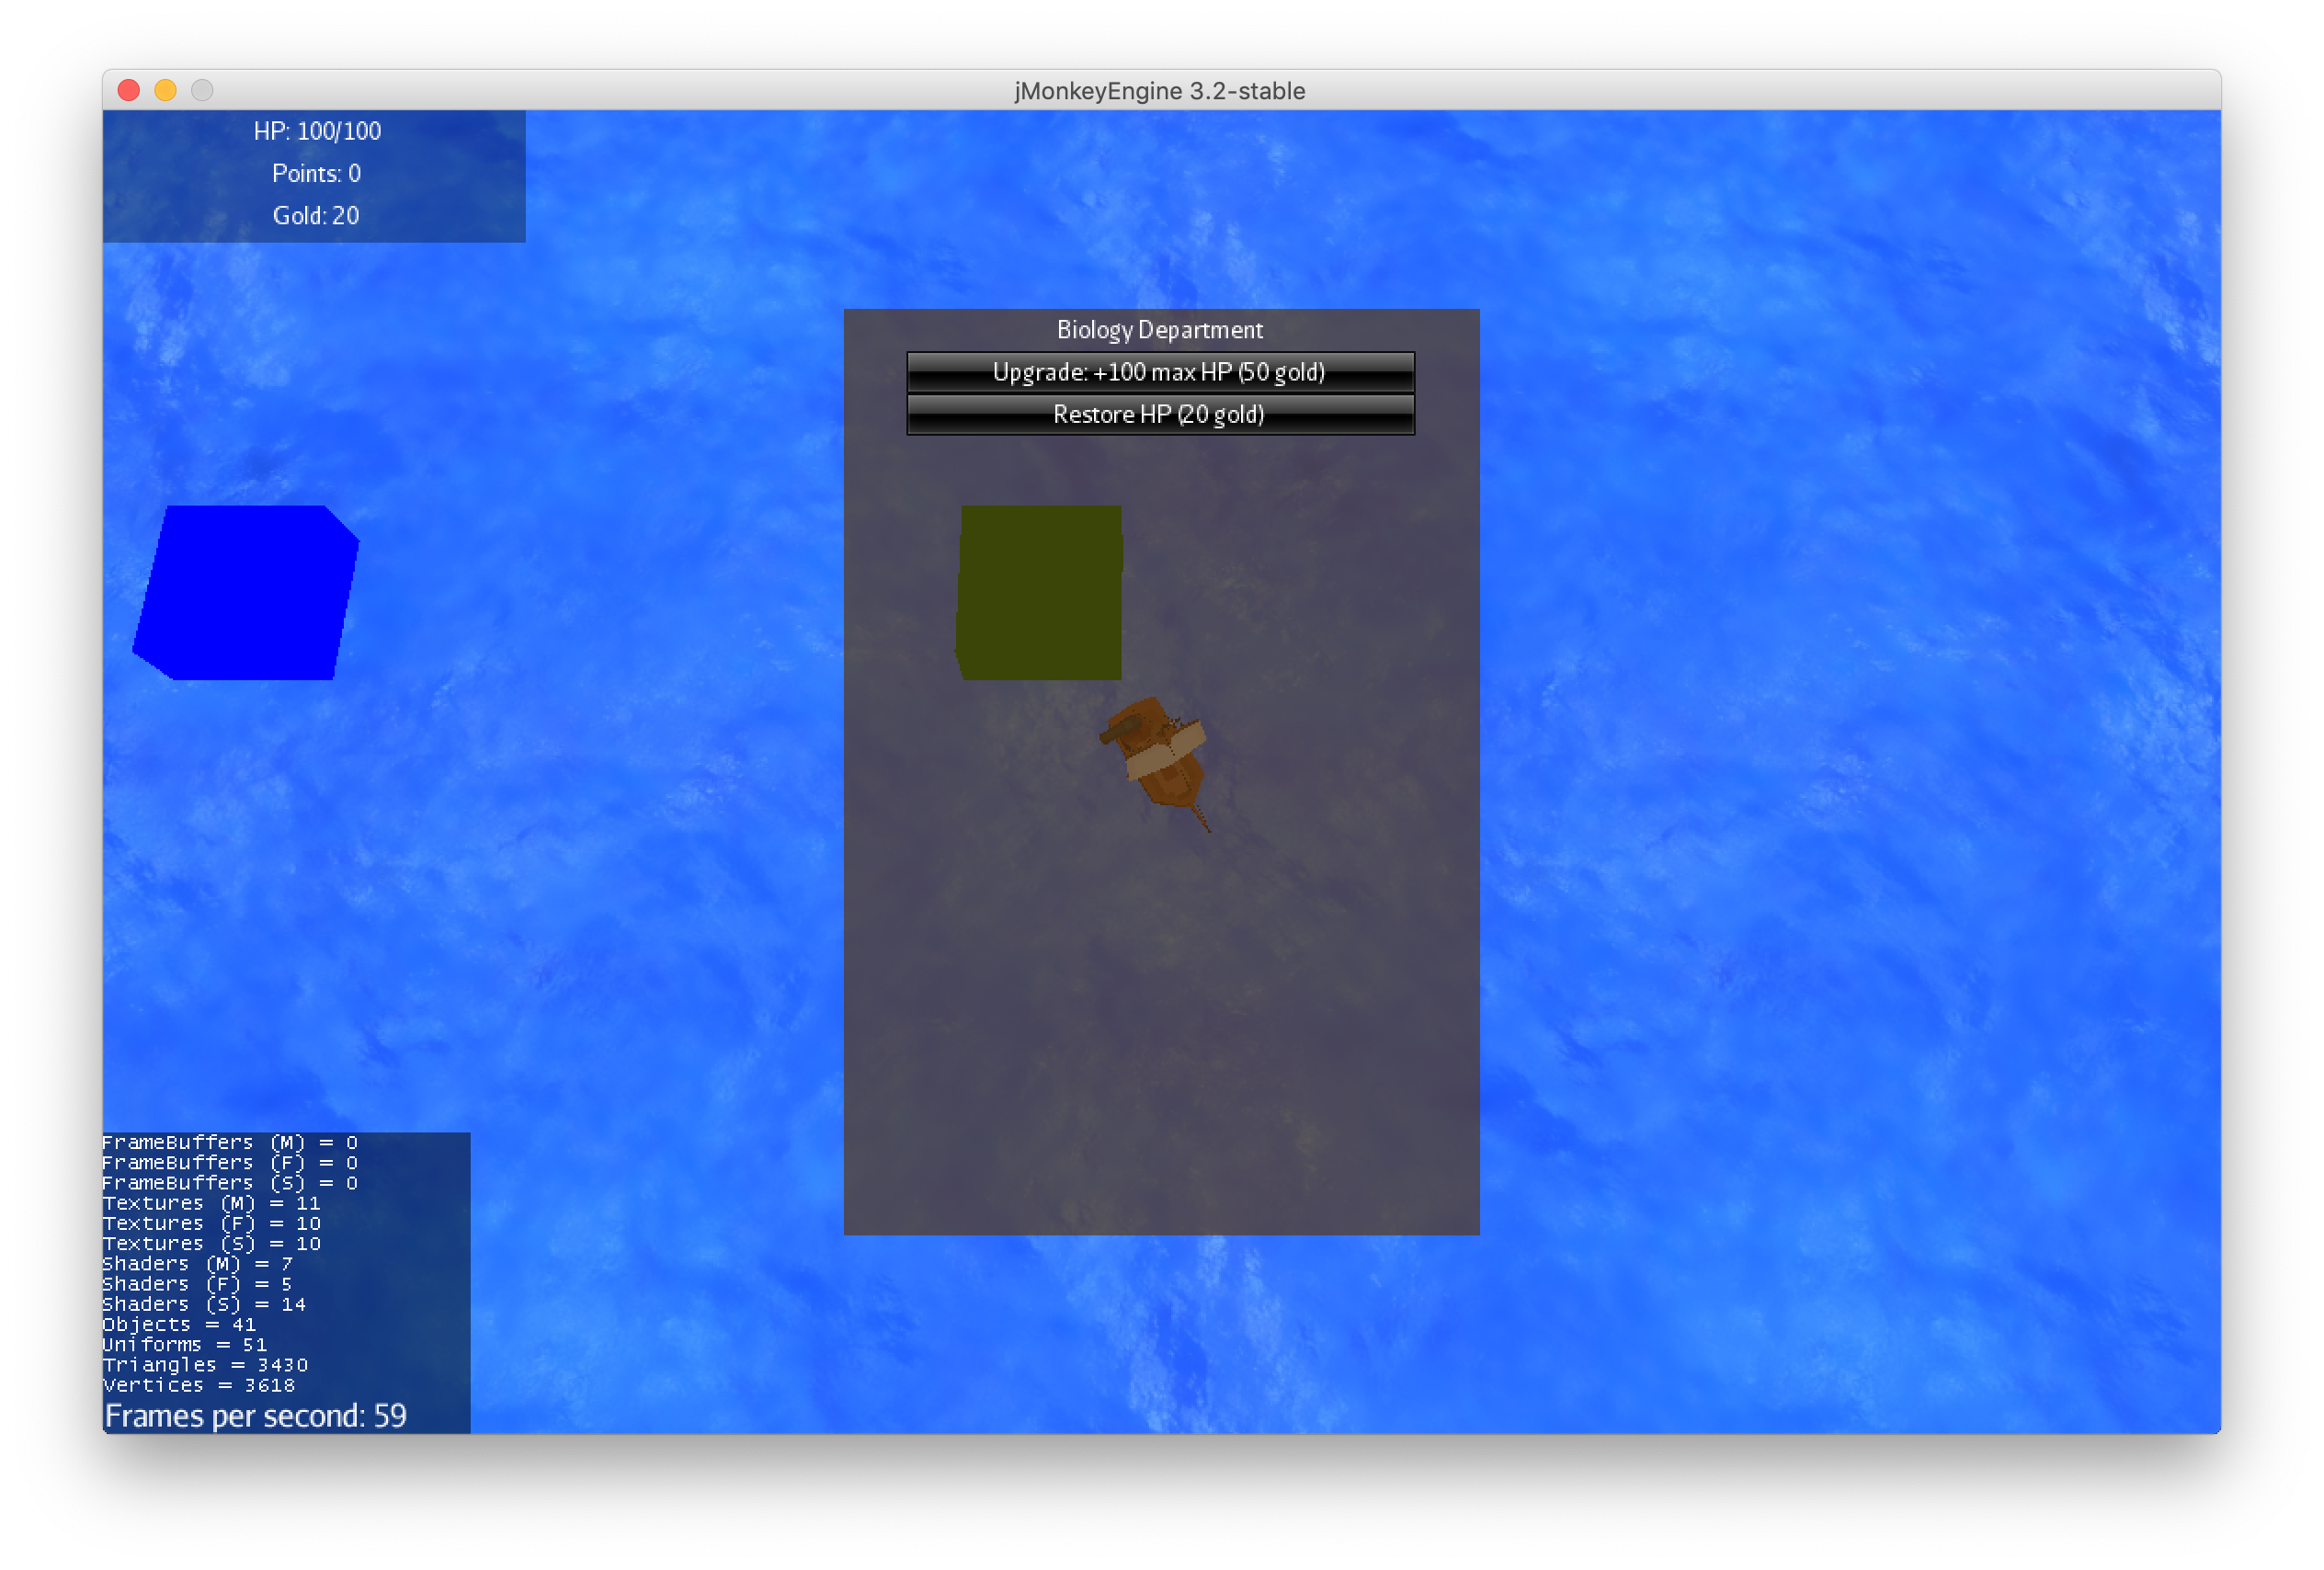 jMonkeyEngine 3.2-stable
HP: 100/100
Points: 0
Gold: 20
Biology Department
Upgrade: +100 max HP (50 gold)
Restore HP (20 gold)
FrameBuffers (M) = 0
FrameBuffers (F) = 0
FrameBuffers (S) = 0
Textures (M) = 11
Textures (F) = 10
Textures (S) = 10
Shaders (M) = 7
Shaders (F) = 5
Shaders (S) = 14
Objects = 41
Uniforms = 51
Triangles = 3430
Vertices = 3618
Frames per second: 59